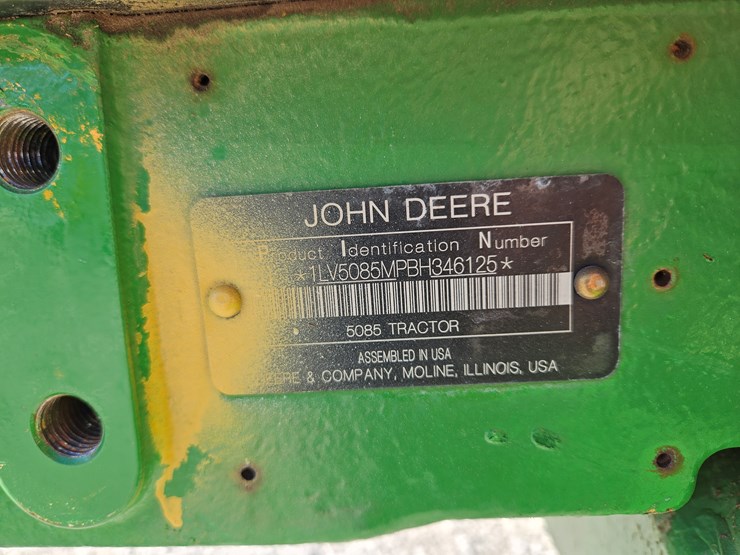 JOHN DEERE
Product Identification Number
*1LV5085MPBH346125*
5085 TRACTOR
ASSEMBLED IN USA
& COMPANY, MOLINE, ILLINOIS, USA